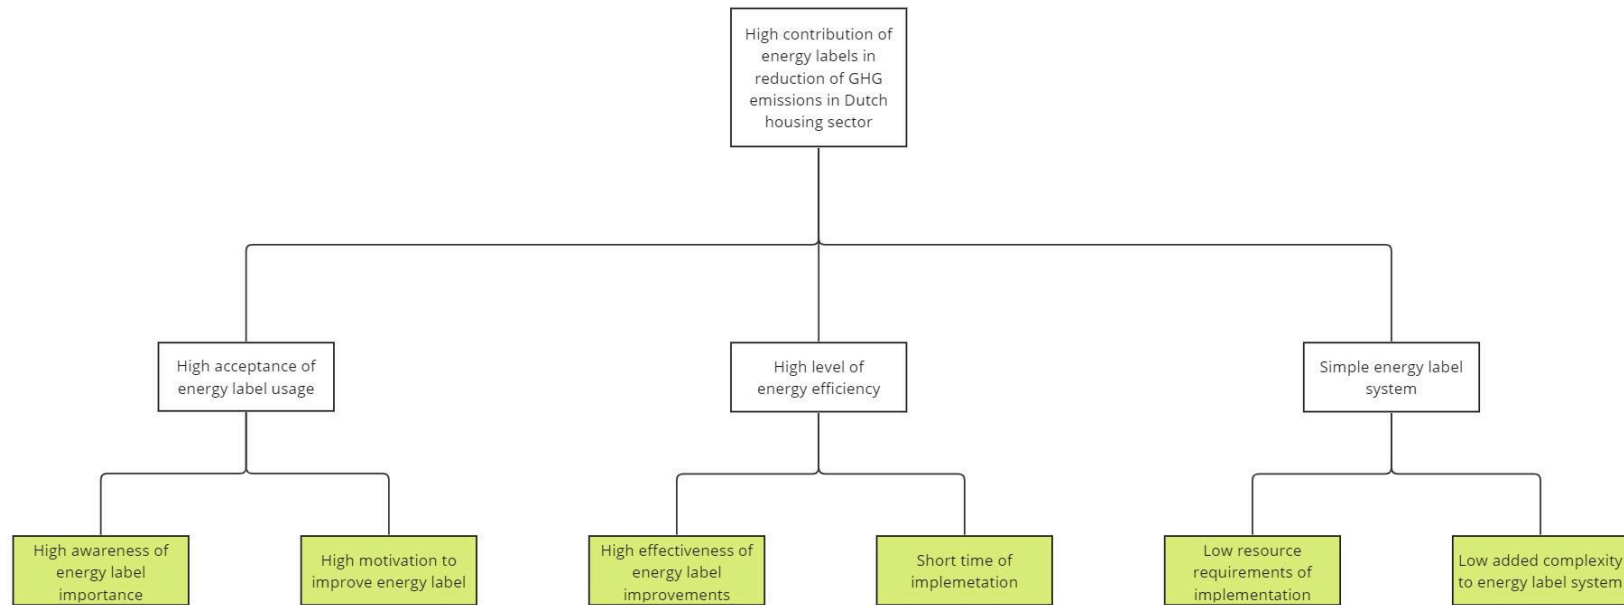 High contribution of
energy labels in
reduction of GHG
emissions in Dutch
housing sector
High acceptance of
energy label usage
High level of
energy efficiency
Simple energy label
system
High awareness of
energy label
importance
High motivation to
improve energy label
High effectiveness of
energy label
improvements
Short time of
implemetation
Low resource
requirements of
implementation
Low added complexity
to energy label system